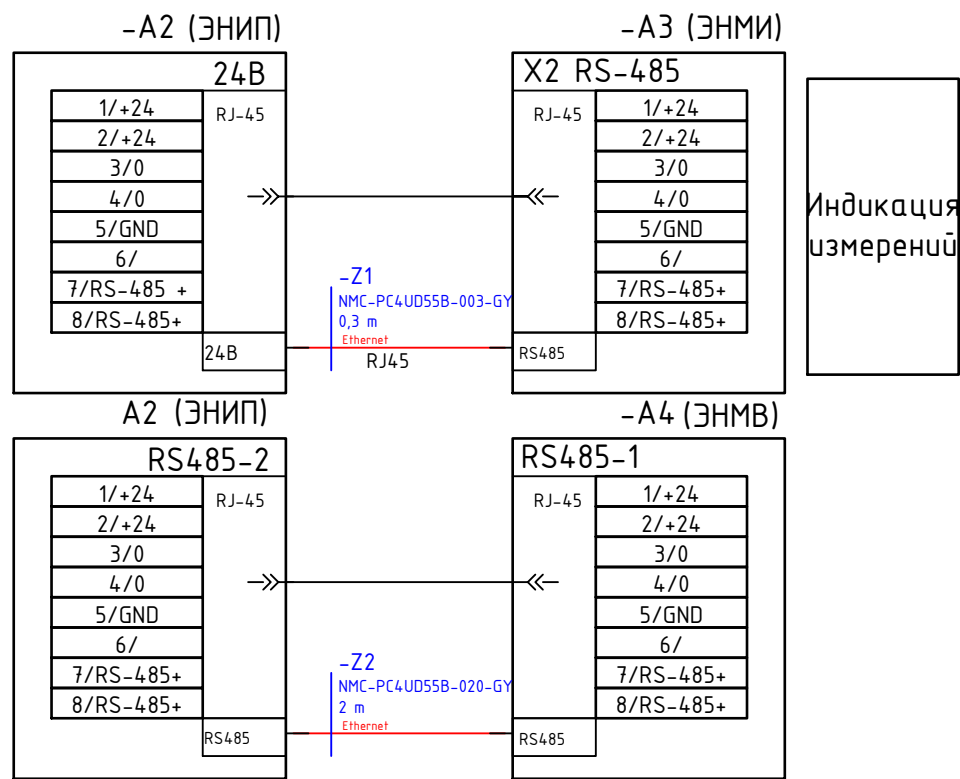 -A2 (ЭНИП)
-A3 (ЭНМИ)
24В
X2 RS-485
1/+24
RJ-45
RJ-45
1/+24
2/+24
2/+24
3/0
3/0
4/0
4/0
Индикация
измерений
5/GND
5/GND
6/
6/
7/RS-485 +
7/RS-485+
8/RS-485+
8/RS-485+
-Z1
NMC-PC4UD55B-003-GY
0,3 m
Ethernet
RJ45
24В
RS485
A2 (ЭНИП)
-A4 (ЭНМВ)
RS485-2
RS485-1
1/+24
RJ-45
RJ-45
1/+24
2/+24
2/+24
3/0
3/0
4/0
4/0
5/GND
5/GND
6/
6/
7/RS-485+
7/RS-485+
8/RS-485+
8/RS-485+
-Z2
NMC-PC4UD55B-020-GY
2 m
Ethernet
RS485
RS485